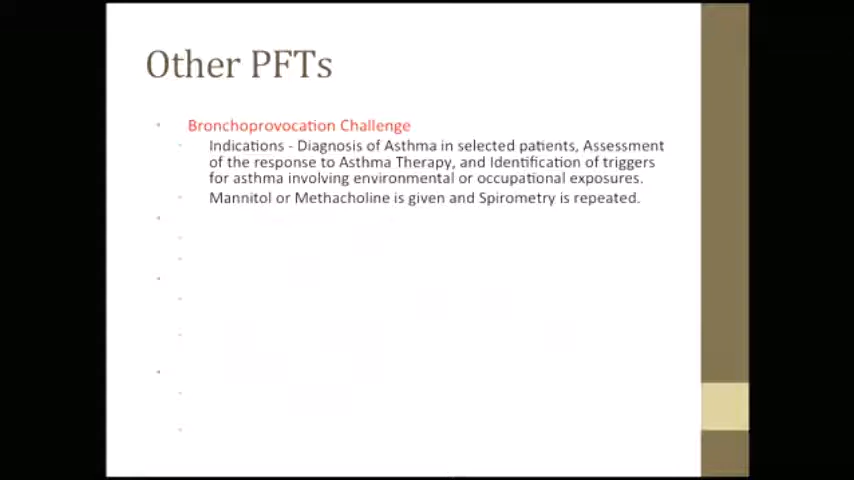 Other PFTs
Bronchoprovocation Challenge
Indications - Diagnosis of Asthma in selected patients, Assessment
of the response to Asthma Therapy, and Identification of triggers
for asthma involving environmental or occupational exposures.
Mannitol or Methacholine is given and Spirometry is repeated.